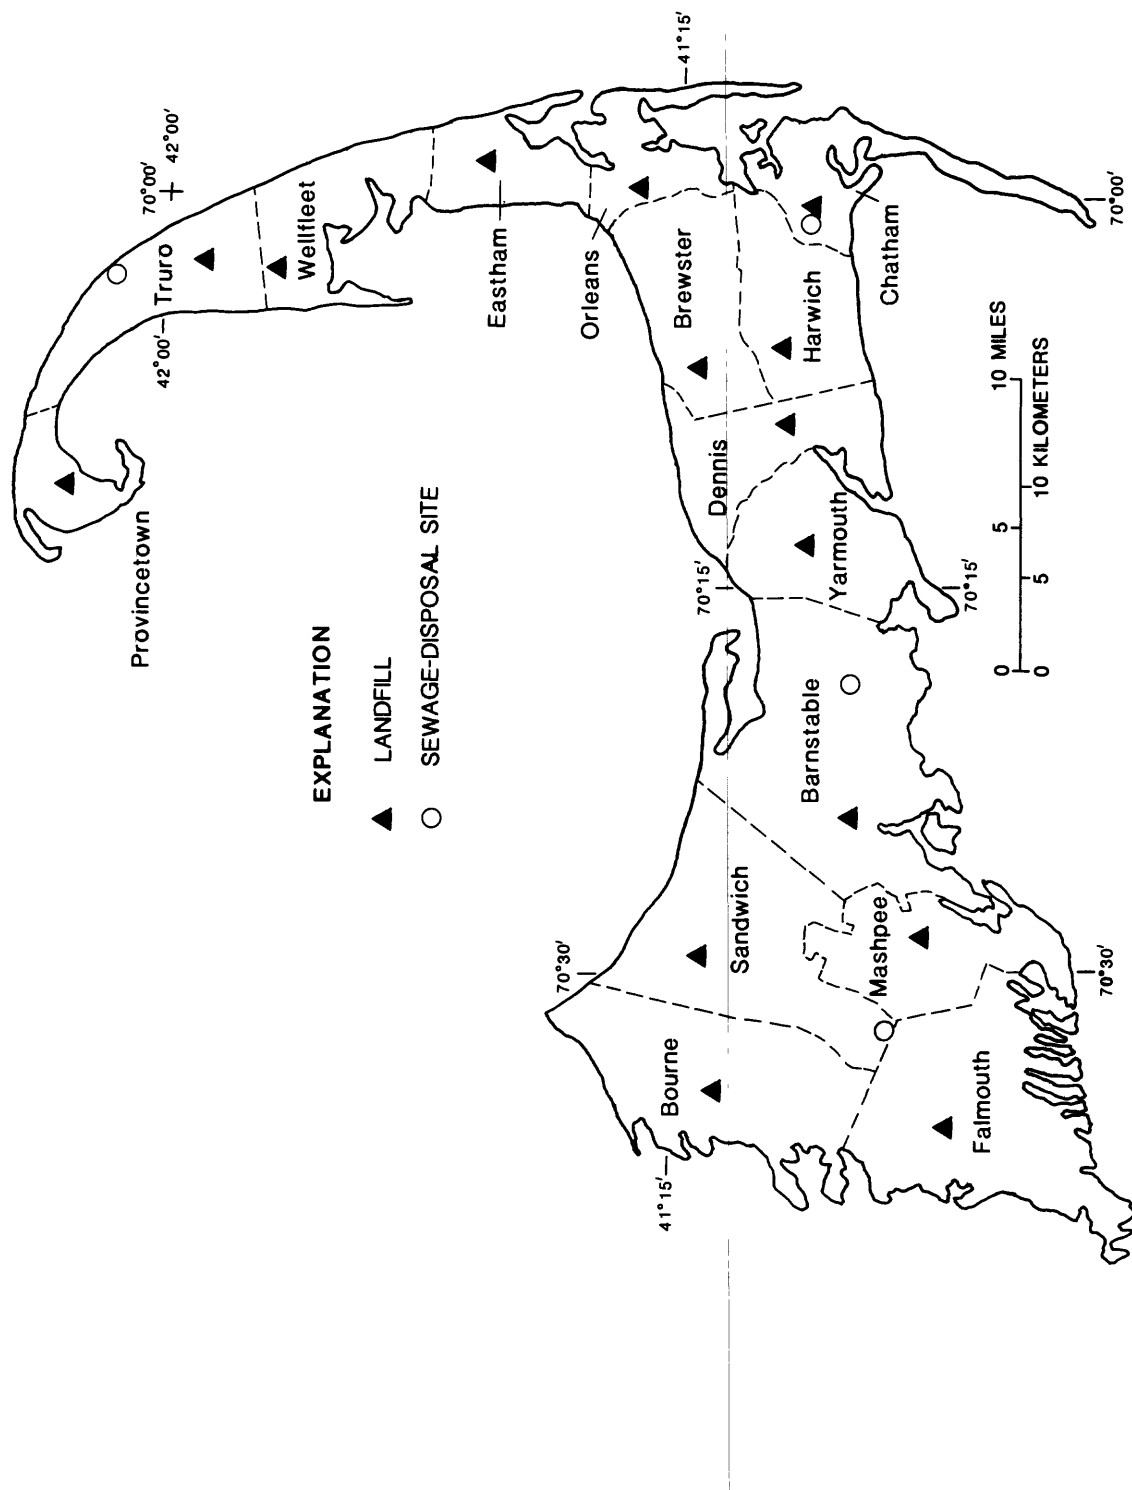 70°00'
42°00'
41°15'
Truro
42°00'
Wellfleet
Provincetown
Eastham
Orleans
Brewster
Harwich
Chatham
70°00'
Dennis
Yarmouth
70°15'
70°15'
10 MILES
10 KILOMETERS
5
5
0
0
EXPLANATION
LANDFILL
SEWAGE-DISPOSAL SITE
Barnstable
Sandwich
Mashpee
70°30'
70°30'
Bourne
Falmouth
41°15'